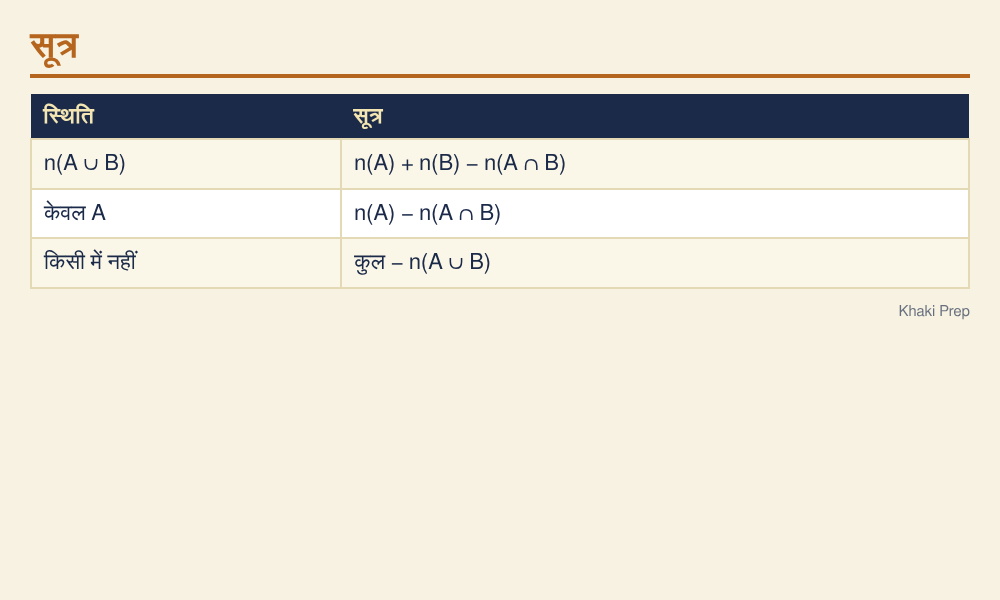 सूत्र
स्थिति सूत्र
n(A ∪ B) n(A) + n(B) − n(A ∩ B)
केवल A n(A) − n(A ∩ B)
किसी में नहीं कुल − n(A ∪ B)
Khaki Prep